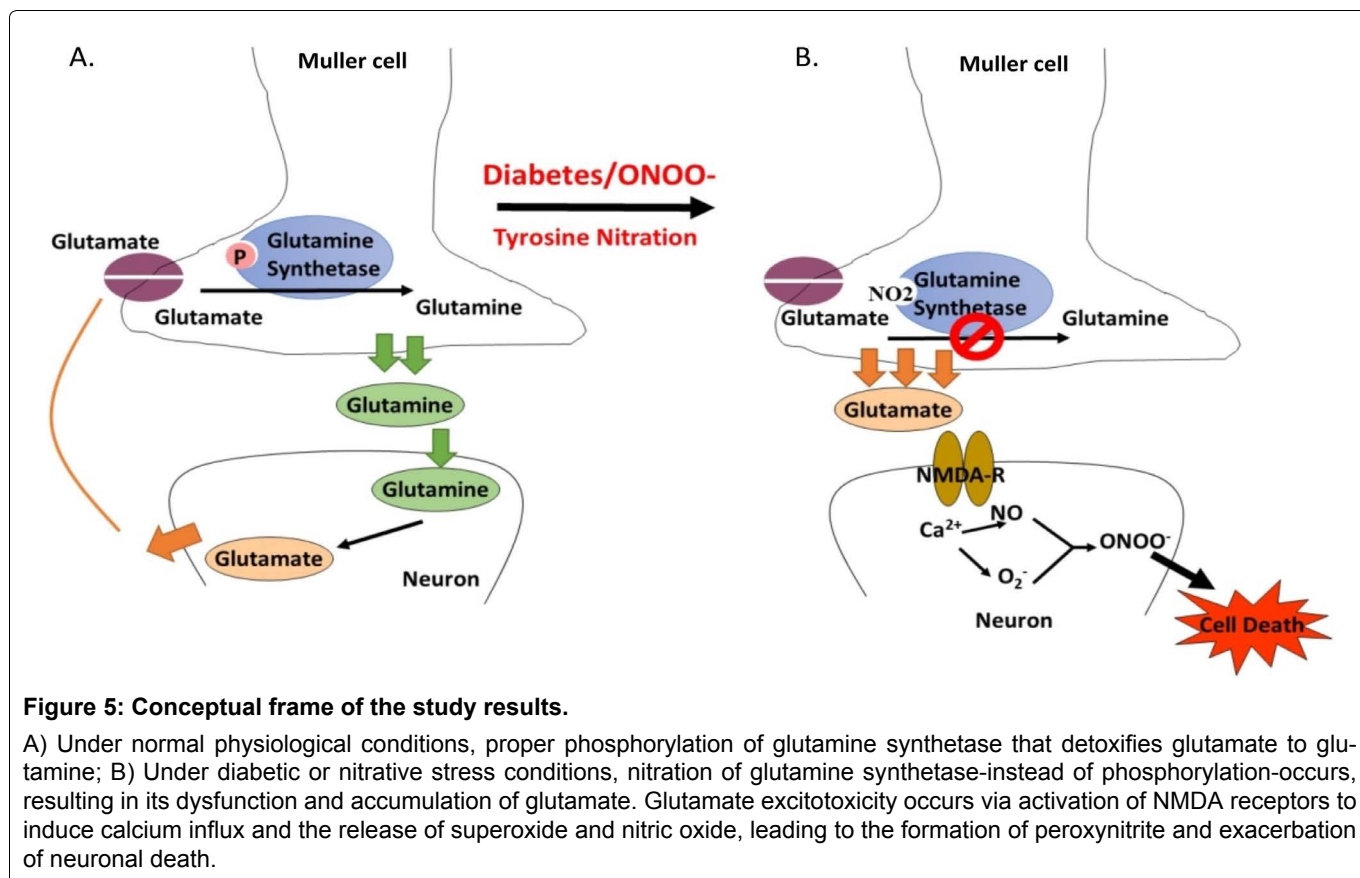 A.
Muller cell
Glutamate
P
Glutamine
Synthetase
Glutamate
Glutamine
Glutamine
Glutamine
Glutamate
Neuron
Diabetes/ONOO-
Tyrosine Nitration
B.
Muller cell
NO2
Glutamine
Synthetase
Glutamate
Glutamine
Glutamate
NMDA-R
Ca²⁺
NO
O₂⁻
ONOO⁻
Neuron
Cell Death
Figure 5: Conceptual frame of the study results.
A) Under normal physiological conditions, proper phosphorylation of glutamine synthetase that detoxifies glutamate to glu-
tamine; B) Under diabetic or nitrative stress conditions, nitration of glutamine synthetase-instead of phosphorylation-occurs,
resulting in its dysfunction and accumulation of glutamate. Glutamate excitotoxicity occurs via activation of NMDA receptors to
induce calcium influx and the release of superoxide and nitric oxide, leading to the formation of peroxynitrite and exacerbation
of neuronal death.